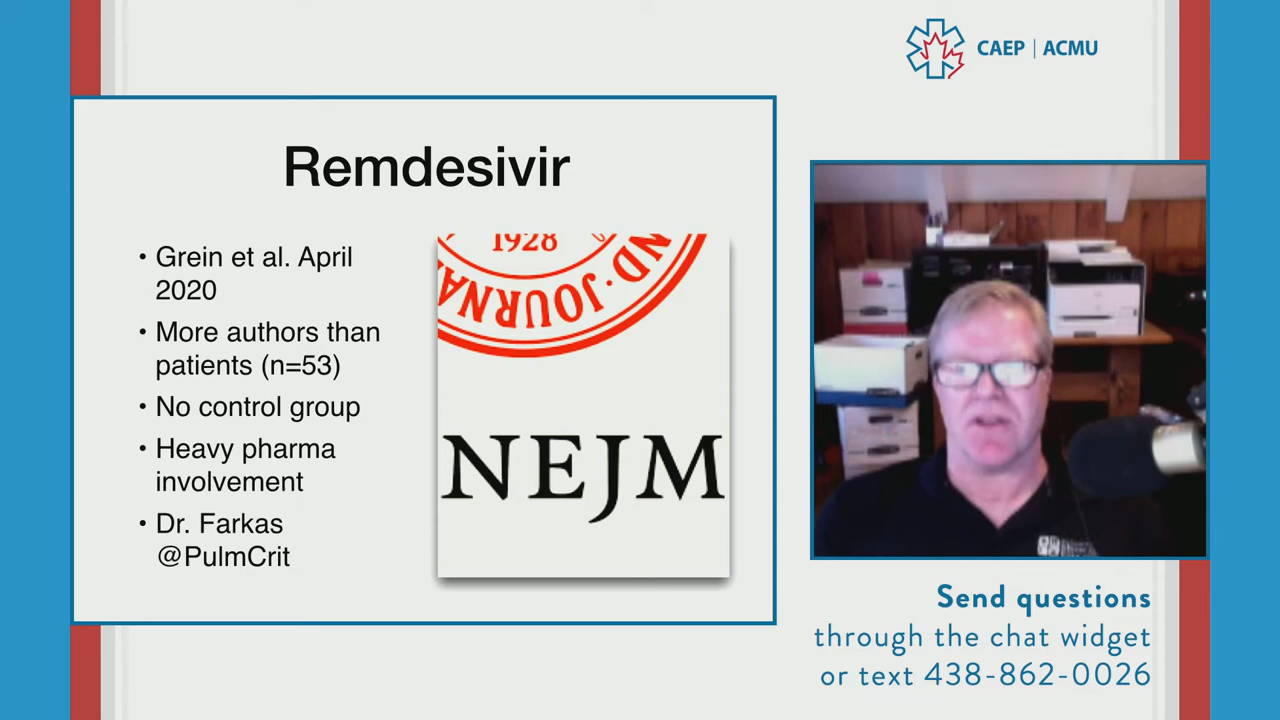 CAEP | ACMU
Remdesivir
• Grein et al. April
2020
• More authors than
patients (n=53)
• No control group
• Heavy pharma
involvement
• Dr. Farkas
@PulmCrit
1928
ND · JOURNA
NEJM
Send questions
through the chat widget
or text 438-862-0026